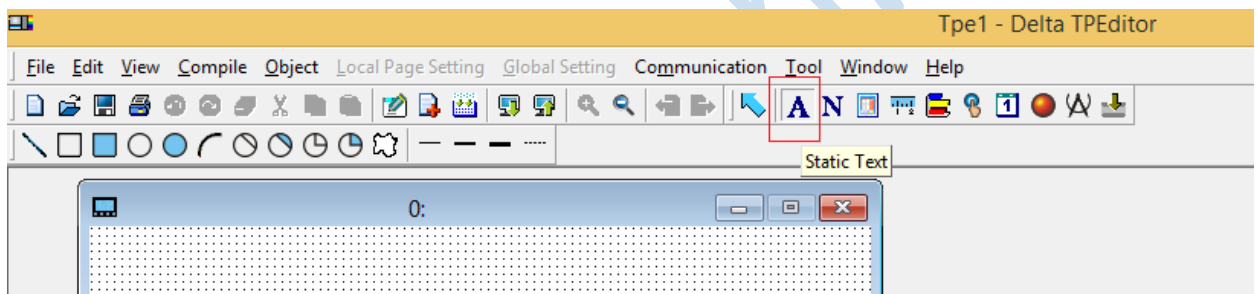 Tpe1 - Delta TPEditor
File Edit View Compile Object Local Page Setting Global Setting Communication Tool Window Help
A N 1
Static Text
0: